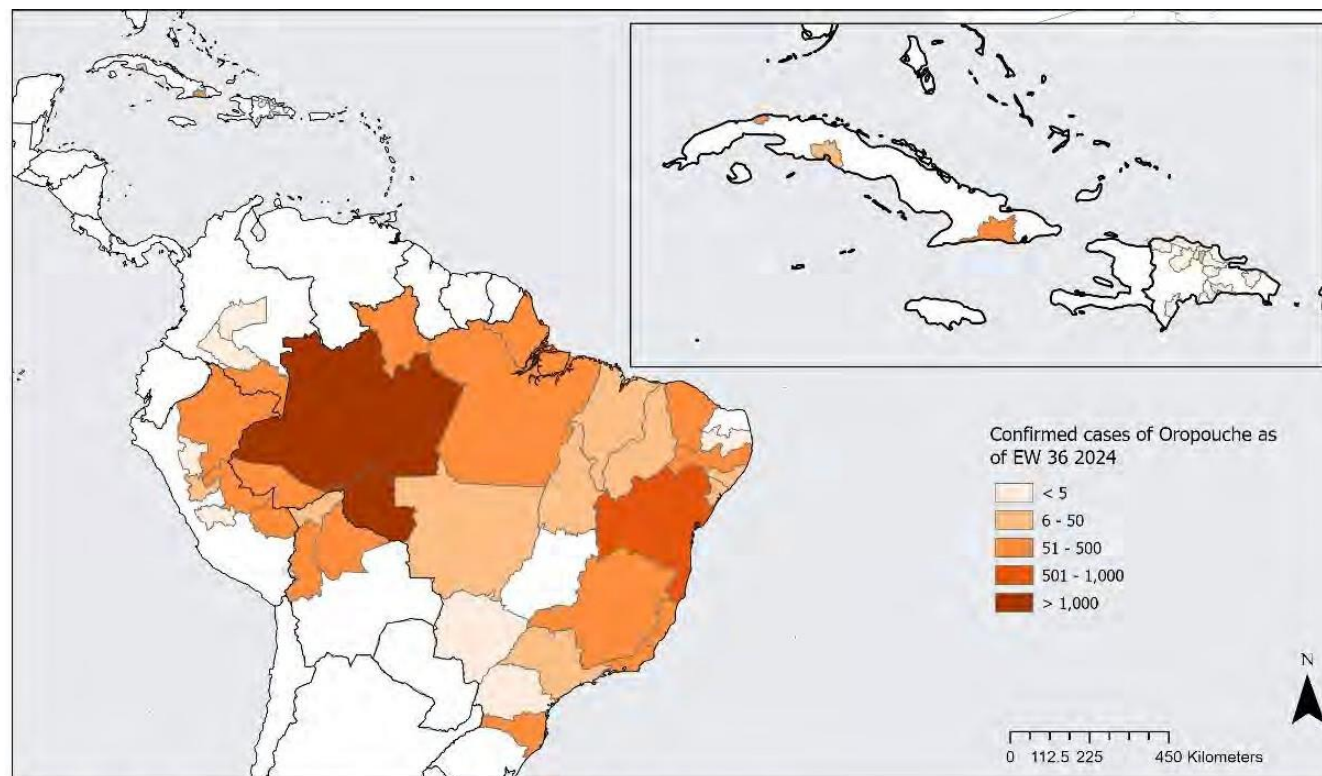 Confirmed cases of Oropouche as
of EW 36 2024
< 5
6 - 50
51 - 500
501 - 1,000
> 1,000
N
0 112.5 225 450 Kilometers